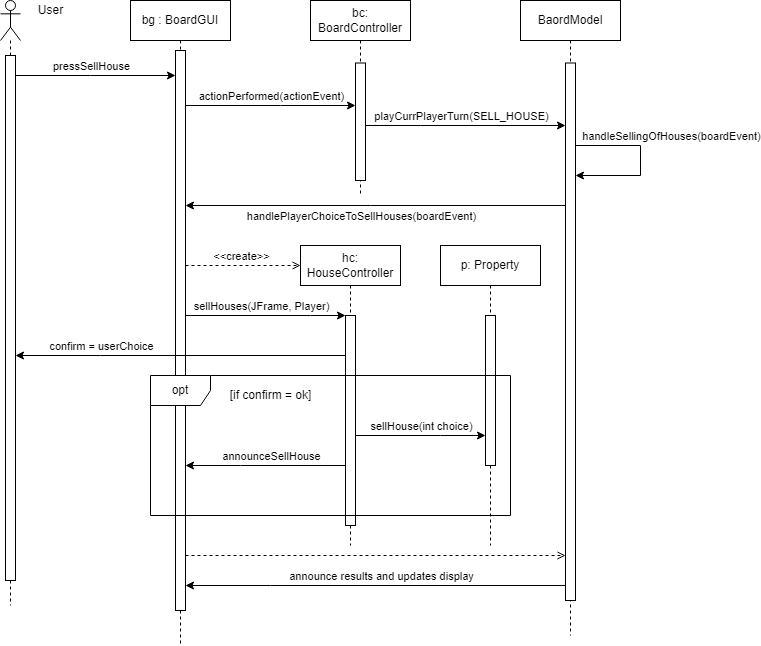 User
bg : BoardGUI
bc:
BoardController
BaordModel
pressSellHouse
actionPerformed(actionEvent)
playCurrPlayerTurn(SELL_HOUSE)
handleSellingOfHouses(boardEvent)
handlePlayerChoiceToSellHouses(boardEvent)
<<create>>
hc:
HouseController
p: Property
sellHouses(JFrame, Player)
confirm = userChoice
opt
[if confirm = ok]
sellHouse(int choice)
announceSellHouse
announce results and updates display